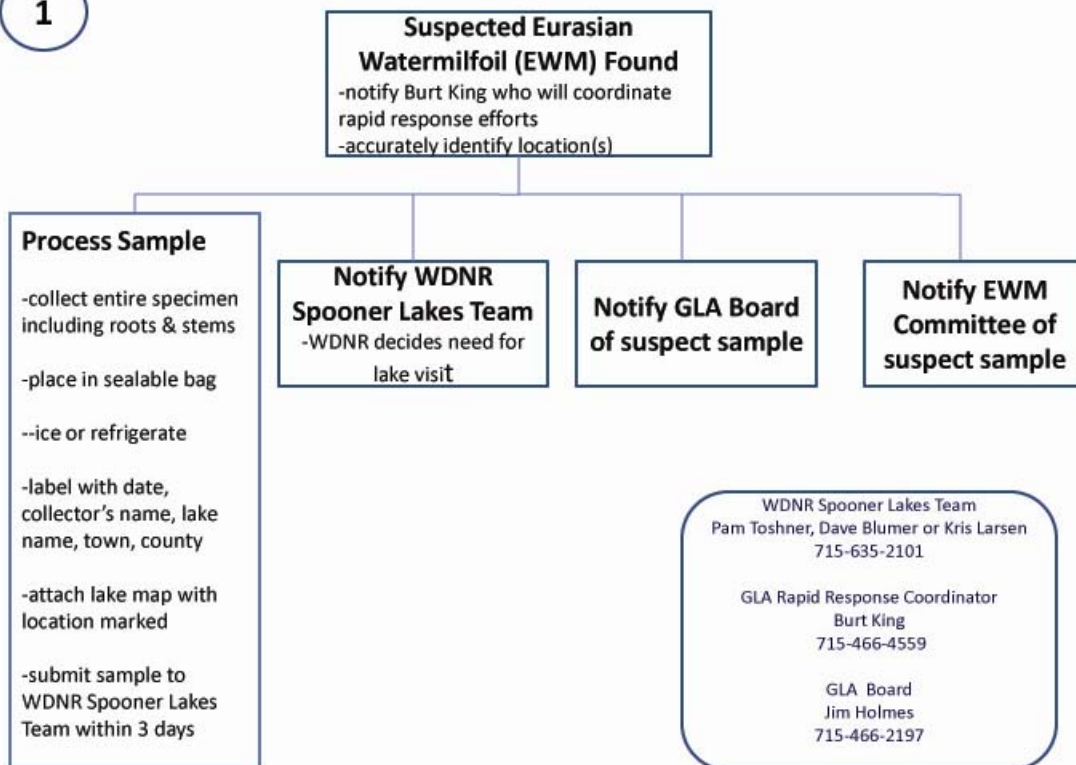 1
Suspected Eurasian
Watermilfoil (EWM) Found
-notify Burt King who will coordinate
rapid response efforts
-accurately identify location(s)
Process Sample
-collect entire specimen
including roots & stems
-place in sealable bag
--ice or refrigerate
-label with date,
collector's name, lake
name, town, county
-attach lake map with
location marked
-submit sample to
WDNR Spooner Lakes
Team within 3 days
Notify WDNR
Spooner Lakes Team
-WDNR decides need for
lake visit
Notify GLA Board
of suspect sample
Notify EWM
Committee of
suspect sample
WDNR Spooner Lakes Team
Pam Toshner, Dave Blumer or Kris Larsen
715-635-2101
GLA Rapid Response Coordinator
Burt King
715-466-4559
GLA Board
Jim Holmes
715-466-2197